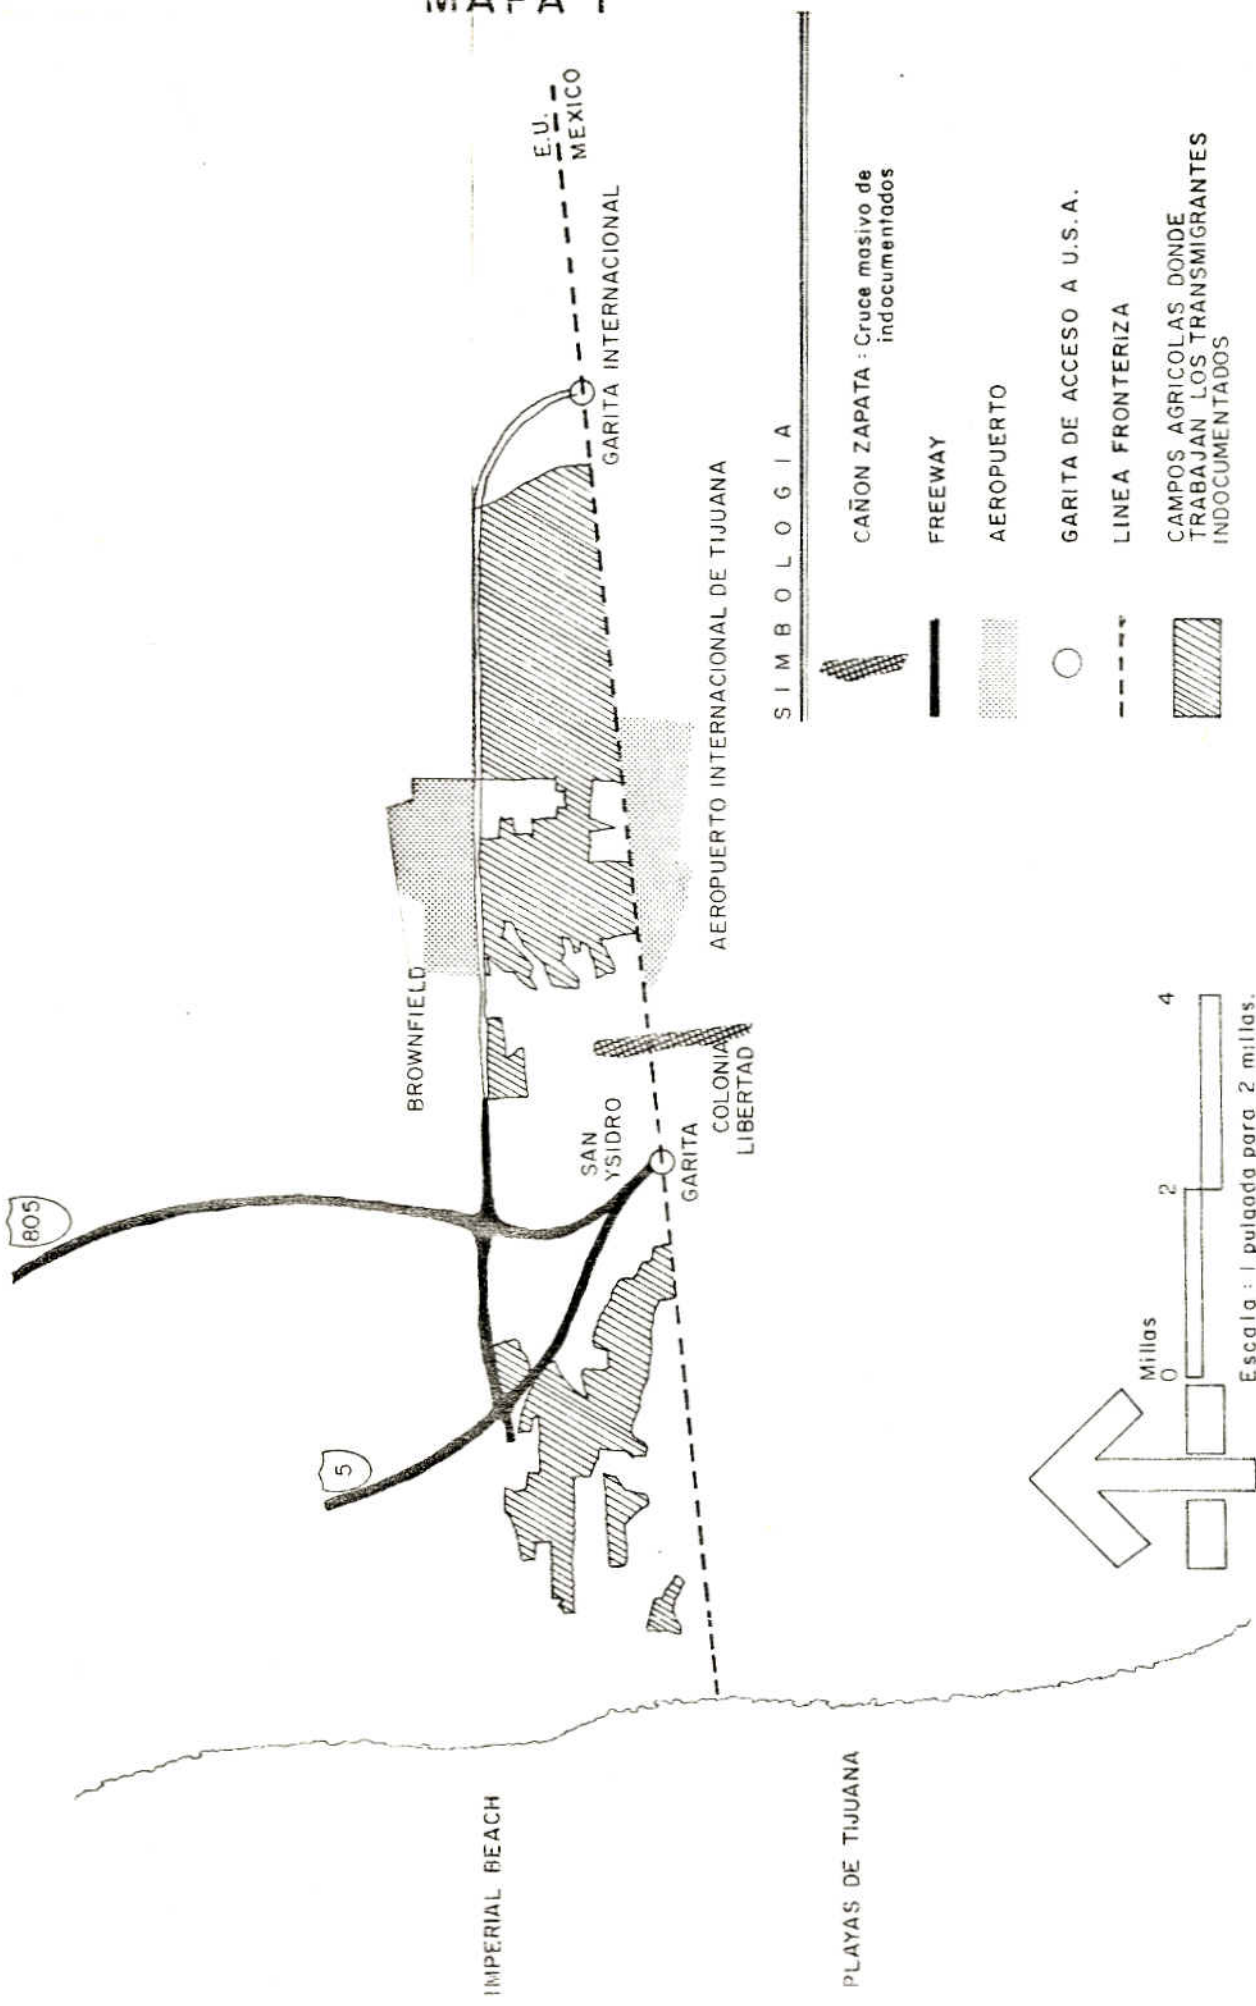 MAPA 1
805
5
BROWNFIELD
E.U.
MEXICO
IMPERIAL BEACH
SAN
YSIDRO
GARITA
COLONIA
LIBERTAD
GARITA INTERNACIONAL
AEROPUERTO INTERNACIONAL DE TIJUANA
PLAYAS DE TIJUANA
SIMBOLOGIA
CAÑON ZAPATA : Cruce masivo de
indocumentados
FREEWAY
AEROPUERTO
GARITA DE ACCESO A U.S.A.
LINEA FRONTERIZA
CAMPOS AGRICOLAS DONDE
TRABAJAN LOS TRANSMIGRANTES
INDOCUMENTADOS
Millas
0 2 4
Escala : 1 pulgada para 2 millas.